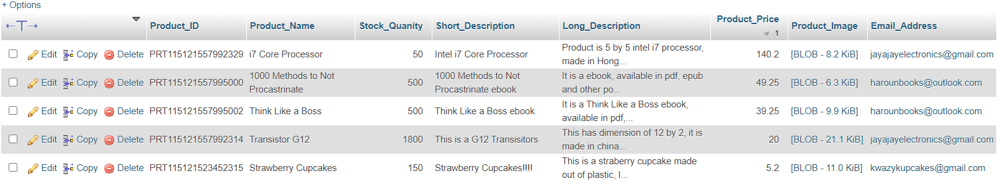 + Options
←T→ Product_ID Product_Name Stock_Quanity Short_Description Long_Description Product_Price 1 Product_Image Email_Address
Edit Copy Delete PRT115121557992329 i7 Core Processor 50 Intel i7 Core Processor Product is 5 by 5 intel i7 processor, made in Hong... 140.2 [BLOB - 8.2 KiB] jayajayelectronics@gmail.com
Edit Copy Delete PRT115121557995000 1000 Methods to Not Procastrinate 500 1000 Methods to Not Procastrinate ebook It is a ebook, available in pdf, epub and other po... 49.25 [BLOB - 6.3 KiB] harounbooks@outlook.com
Edit Copy Delete PRT115121557995002 Think Like a Boss 500 Think Like a Boss ebook It is a Think Like a Boss ebook, available in pdf,... 39.25 [BLOB - 9.9 KiB] harounbooks@outlook.com
Edit Copy Delete PRT115121557992314 Transistor G12 1800 This is a G12 Transisitors This has dimension of 12 by 2, it is made in china... 20 [BLOB - 21.1 KiB] jayajayelectronics@gmail.com
Edit Copy Delete PRT115121523452315 Strawberry Cupcakes 150 Strawberry Cupcakes!!!! This is a straberry cupcake made out of plastic, I... 5.2 [BLOB - 11.0 KiB] kwazykupcakes@gmail.com